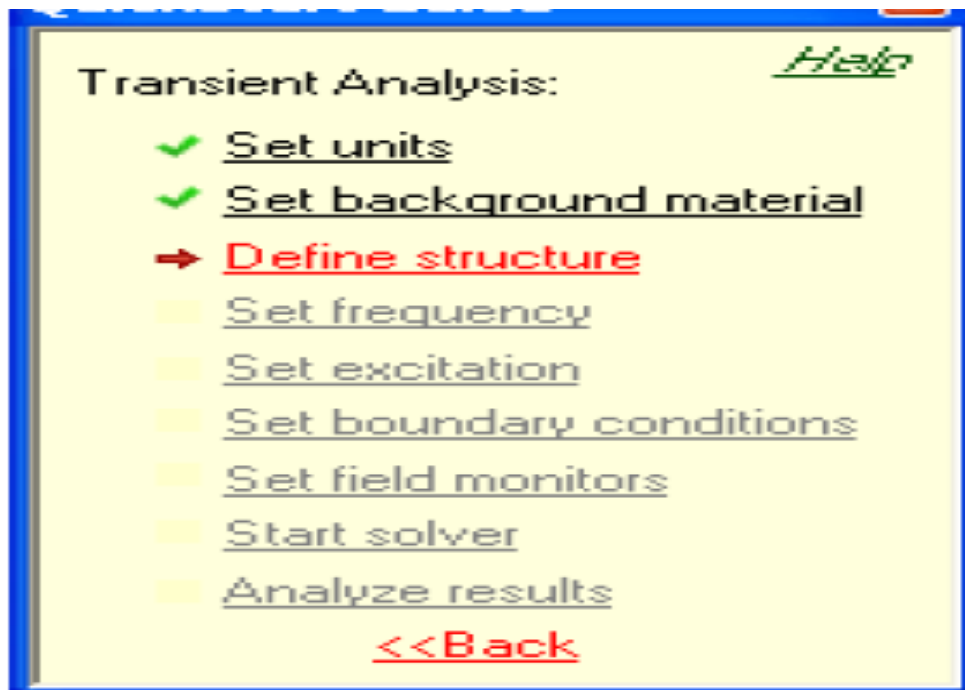 Help
Transient Analysis:
Set units
Set background material
Define structure
Set frequency
Set excitation
Set boundary conditions
Set field monitors
Start solver
Analyze results
<<Back